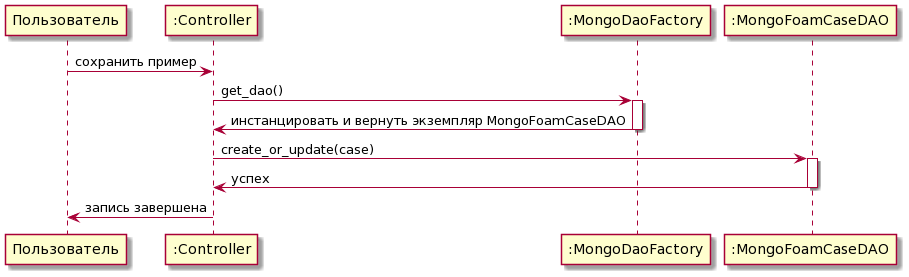 Пользователь :Controller :MongoDaoFactory :MongoFoamCaseDAO
сохранить пример
get_dao()
инстанцировать и вернуть экземпляр MongoFoamCaseDAO
create_or_update(case)
успех
запись завершена
Пользователь :Controller :MongoDaoFactory :MongoFoamCaseDAO